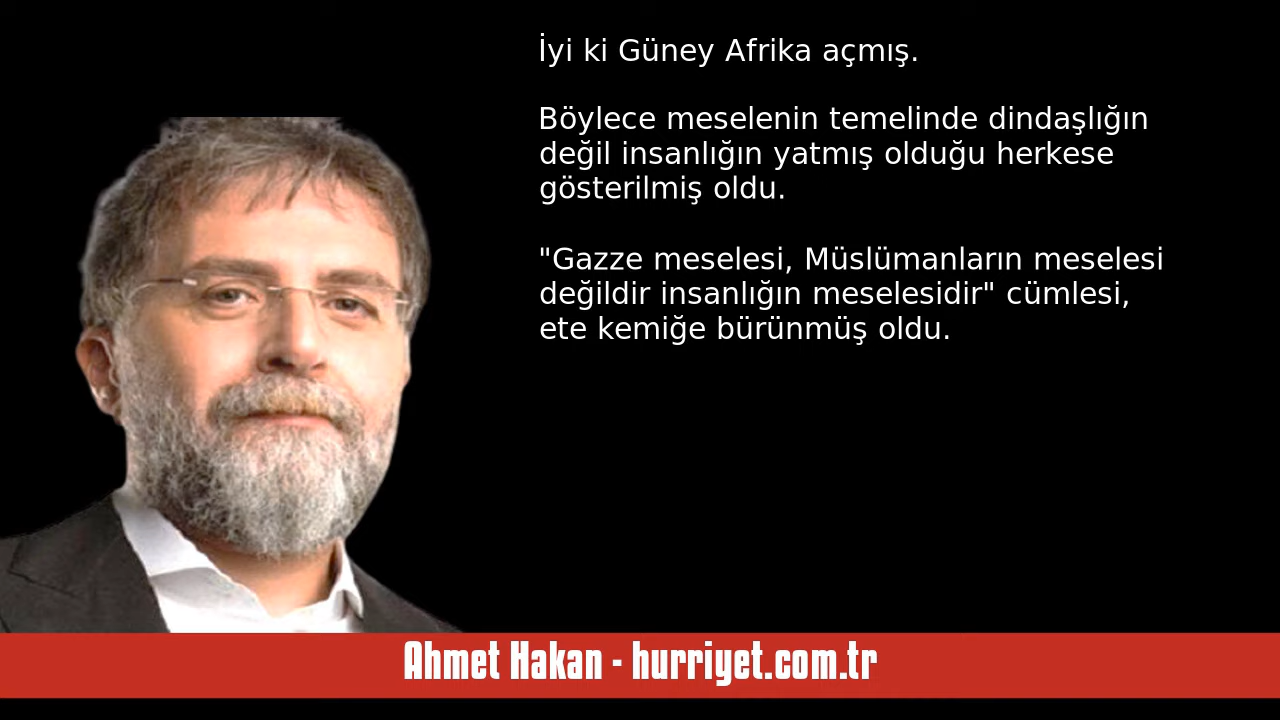 İyi ki Güney Afrika açmış.
Böylece meselenin temelinde dindaşlığın
değil insanlığın yatmış olduğu herkese
gösterilmiş oldu.
"Gazze meselesi, Müslümanların meselesi
değildir insanlığın meselesidir" cümlesi,
ete kemiğe bürünmüş oldu.
Ahmet Hakan - hurriyet.com.tr